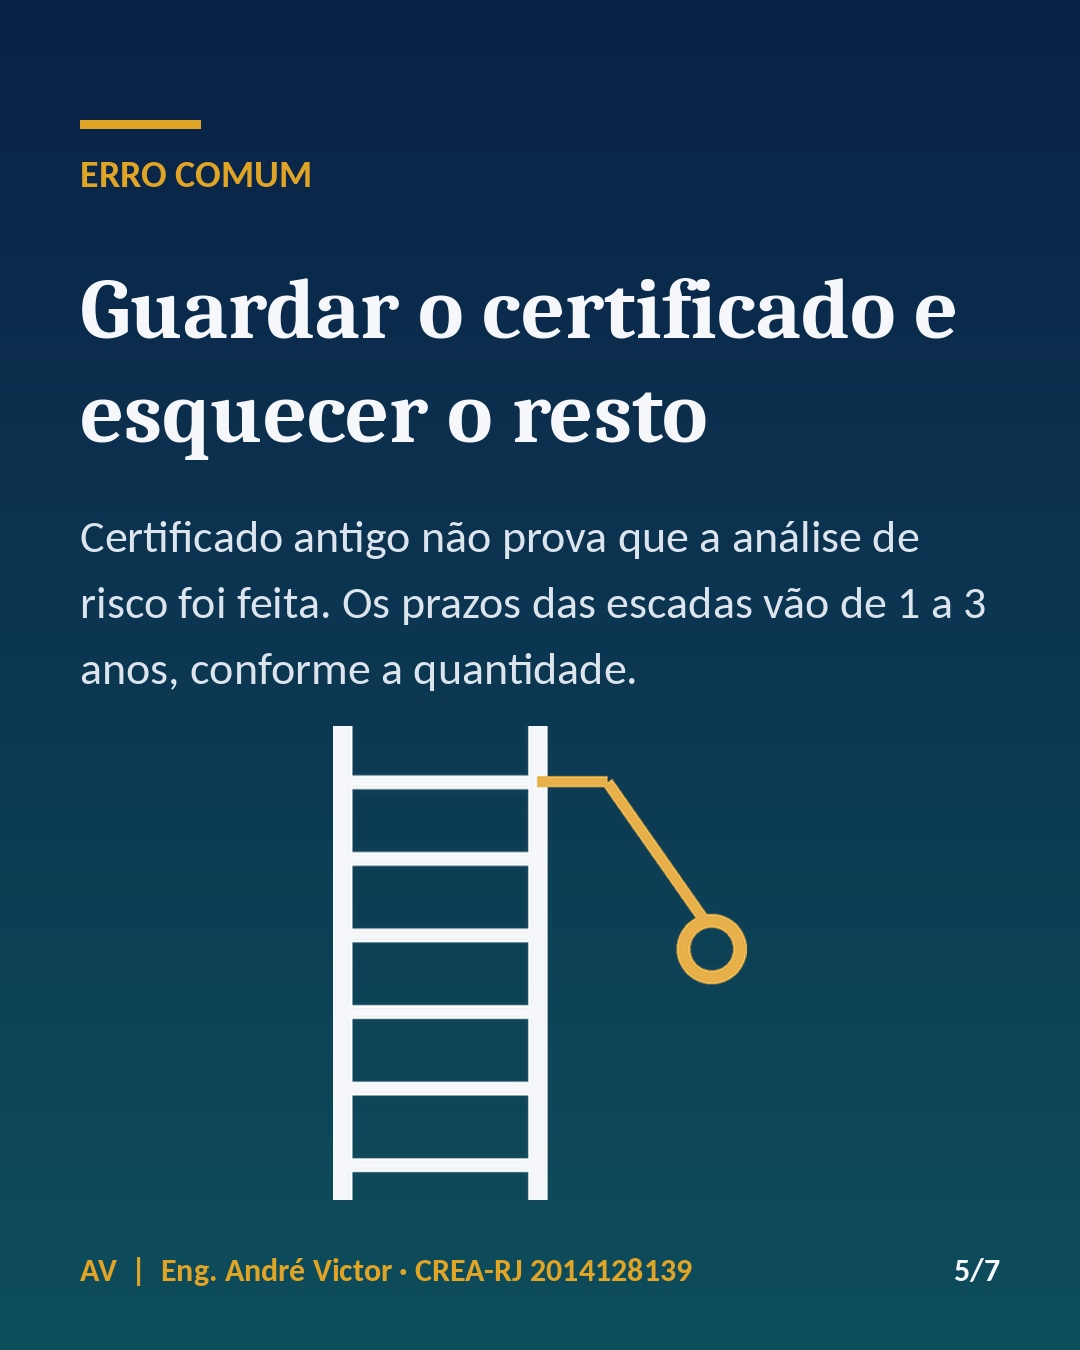 ERRO COMUM
Guardar o certificado e
esquecer o resto
Certificado antigo não prova que a análise de
risco foi feita. Os prazos das escadas vão de 1 a 3
anos, conforme a quantidade.
AV | Eng. André Victor · CREA-RJ 2014128139
5/7